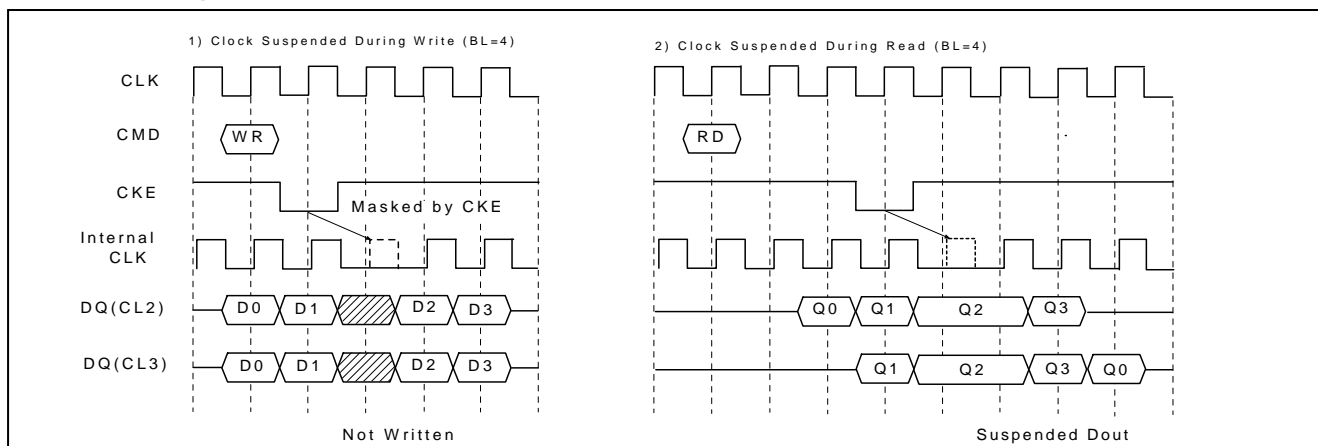 1) Clock Suspended During Write (BL=4)
2) Clock Suspended During Read (BL=4)
CLK
CMD
WR
RD
CKE
Masked by CKE
Internal
CLK
DQ(CL2)
D0 D1 D2 D3
Q0 Q1 Q2 Q3
DQ(CL3)
D0 D1 D2 D3
Q1 Q2 Q3 Q0
Not Written
Suspended Dout